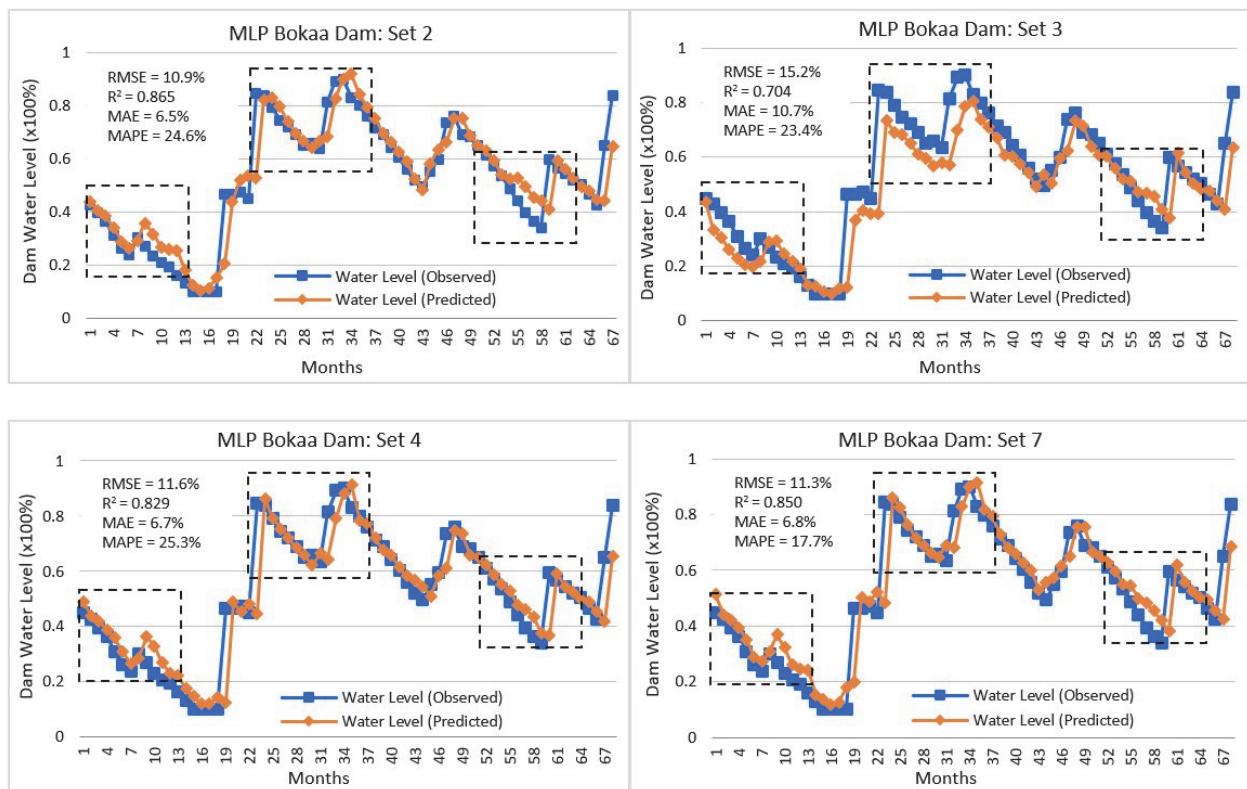 MLP Bokaa Dam: Set 2
RMSE = 10.9%
R² = 0.865
MAE = 6.5%
MAPE = 24.6%
Dam Water Level (x100%)
1
0.8
0.6
0.4
0.2
0
Water Level (Observed)
Water Level (Predicted)
1 4 7 10 13 16 19 22 25 28 31 34 37 40 43 46 49 52 55 58 61 64 67
Months
MLP Bokaa Dam: Set 3
RMSE = 15.2%
R² = 0.704
MAE = 10.7%
MAPE = 23.4%
Dam Water Level (x100%)
1
0.8
0.6
0.4
0.2
0
Water Level (Observed)
Water Level (Predicted)
1 4 7 10 13 16 19 22 25 28 31 34 37 40 43 46 49 52 55 58 61 64 67
Months
MLP Bokaa Dam: Set 4
RMSE = 11.6%
R² = 0.829
MAE = 6.7%
MAPE = 25.3%
Dam Water Level (x100%)
1
0.8
0.6
0.4
0.2
0
Water Level (Observed)
Water Level (Predicted)
1 4 7 10 13 16 19 22 25 28 31 34 37 40 43 46 49 52 55 58 61 64 67
Months
MLP Bokaa Dam: Set 7
RMSE = 11.3%
R² = 0.850
MAE = 6.8%
MAPE = 17.7%
Dam Water Level (x100%)
1
0.8
0.6
0.4
0.2
0
Water Level (Observed)
Water Level (Predicted)
1 4 7 10 13 16 19 22 25 28 31 34 37 40 43 46 49 52 55 58 61 64 67
Months